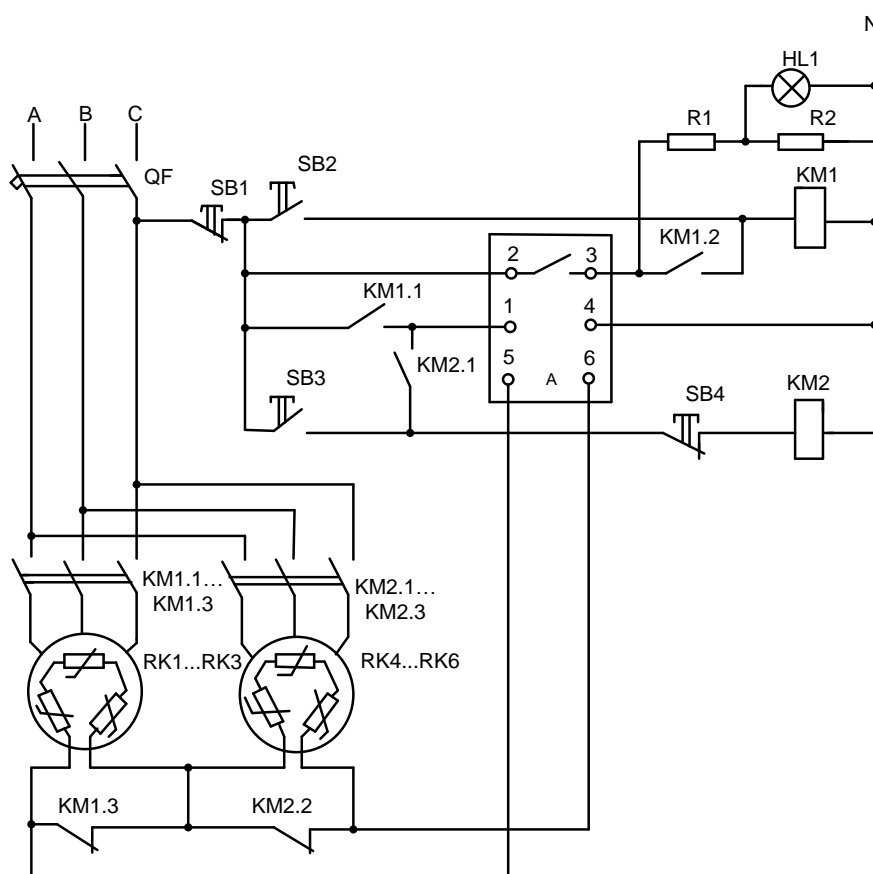 N
HL1
A B C
R1 R2
QF SB1 SB2 KM1
KM1.2
2 3
KM1.1 1 4
KM2.1 5 6
SB3 A SB4 KM2
KM1.1...
KM1.3
KM2.1...
KM2.3
RK1...RK3
RK4...RK6
KM1.3 KM2.2